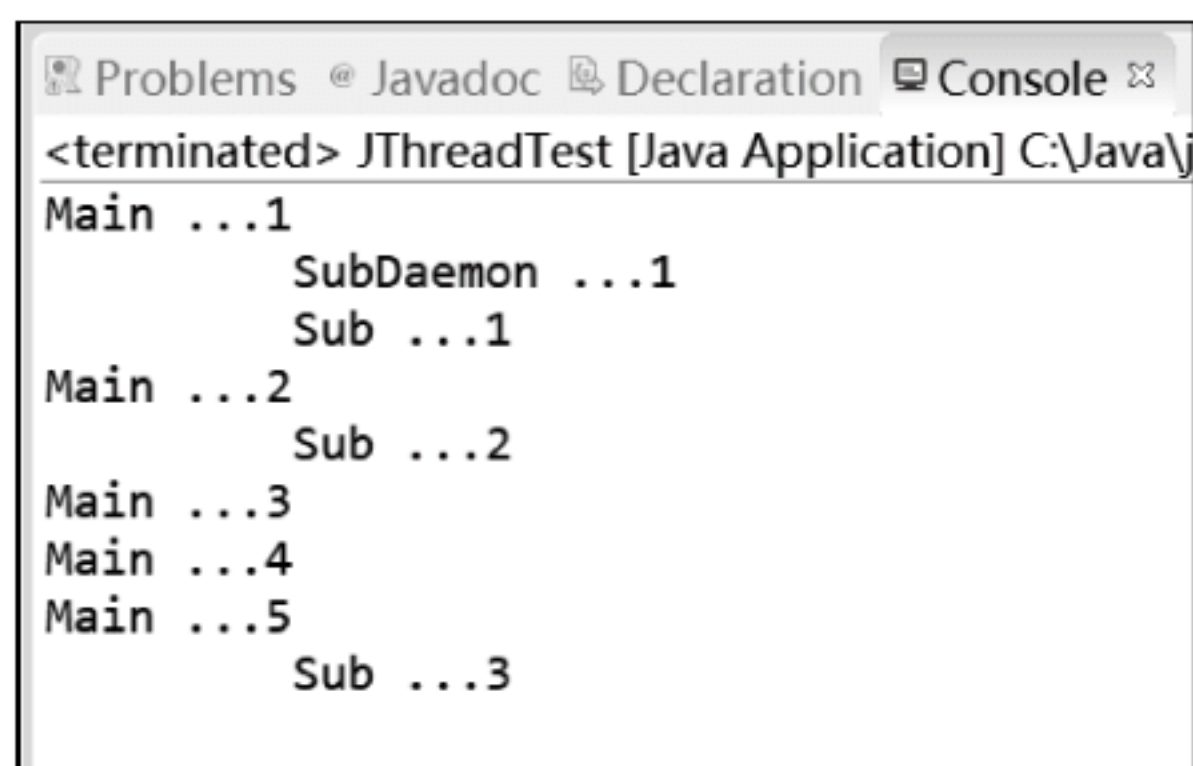 Problems @ Javadoc Declaration Console
<terminated> JThreadTest [Java Application] C:\Java\j
Main ...1
SubDaemon ...1
Sub ...1
Main ...2
Sub ...2
Main ...3
Main ...4
Main ...5
Sub ...3